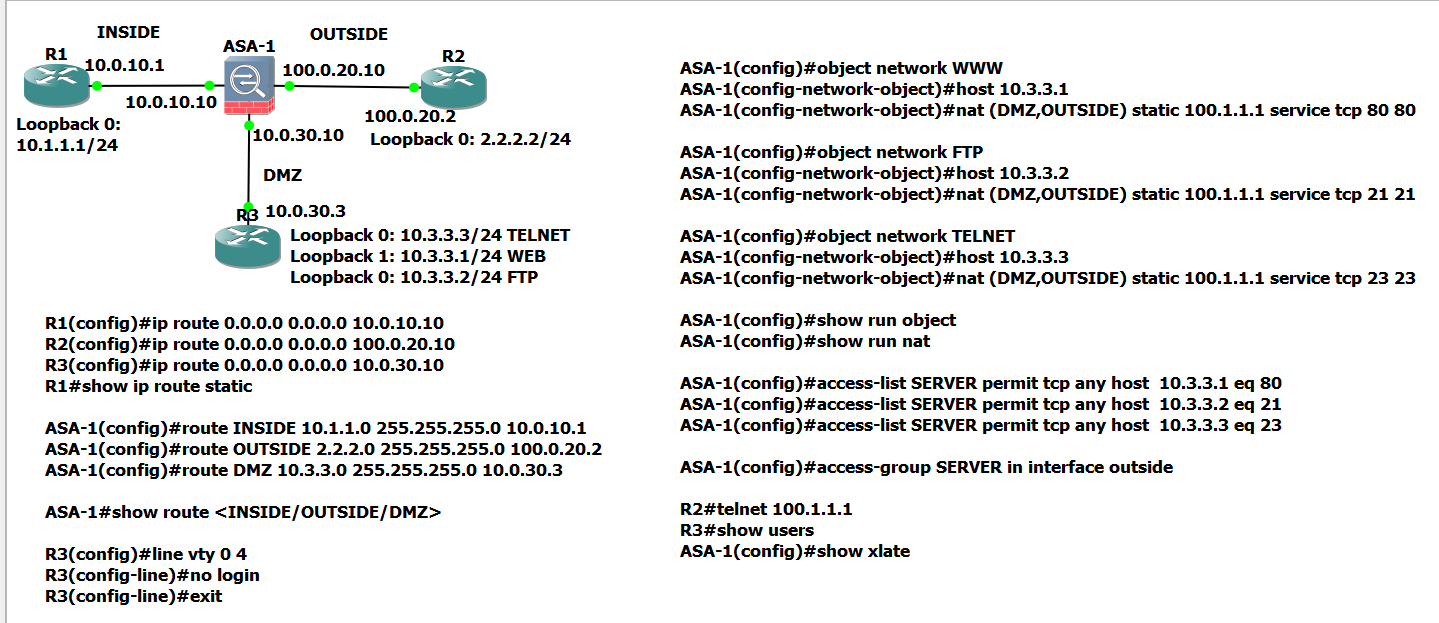 INSIDE
OUTSIDE
R1
ASA-1
R2
10.0.10.1
100.0.20.10
10.0.10.10
100.0.20.2
Loopback 0:
10.1.1.1/24
10.0.30.10
Loopback 0: 2.2.2.2/24
DMZ
R3
10.0.30.3
Loopback 0: 10.3.3.3/24 TELNET
Loopback 1: 10.3.3.1/24 WEB
Loopback 0: 10.3.3.2/24 FTP
R1(config)#ip route 0.0.0.0 0.0.0.0 10.0.10.10
R2(config)#ip route 0.0.0.0 0.0.0.0 100.0.20.10
R3(config)#ip route 0.0.0.0 0.0.0.0 10.0.30.10
R1#show ip route static
ASA-1(config)#route INSIDE 10.1.1.0 255.255.255.0 10.0.10.1
ASA-1(config)#route OUTSIDE 2.2.2.0 255.255.255.0 100.0.20.2
ASA-1(config)#route DMZ 10.3.3.0 255.255.255.0 10.0.30.3
ASA-1#show route <INSIDE/OUTSIDE/DMZ>
R3(config)#line vty 0 4
R3(config-line)#no login
R3(config-line)#exit
ASA-1(config)#object network WWW
ASA-1(config-network-object)#host 10.3.3.1
ASA-1(config-network-object)#nat (DMZ,OUTSIDE) static 100.1.1.1 service tcp 80 80
ASA-1(config)#object network FTP
ASA-1(config-network-object)#host 10.3.3.2
ASA-1(config-network-object)#nat (DMZ,OUTSIDE) static 100.1.1.1 service tcp 21 21
ASA-1(config)#object network TELNET
ASA-1(config-network-object)#host 10.3.3.3
ASA-1(config-network-object)#nat (DMZ,OUTSIDE) static 100.1.1.1 service tcp 23 23
ASA-1(config)#show run object
ASA-1(config)#show run nat
ASA-1(config)#access-list SERVER permit tcp any host  10.3.3.1 eq 80
ASA-1(config)#access-list SERVER permit tcp any host  10.3.3.2 eq 21
ASA-1(config)#access-list SERVER permit tcp any host  10.3.3.3 eq 23
ASA-1(config)#access-group SERVER in interface outside
R2#telnet 100.1.1.1
R3#show users
ASA-1(config)#show xlate